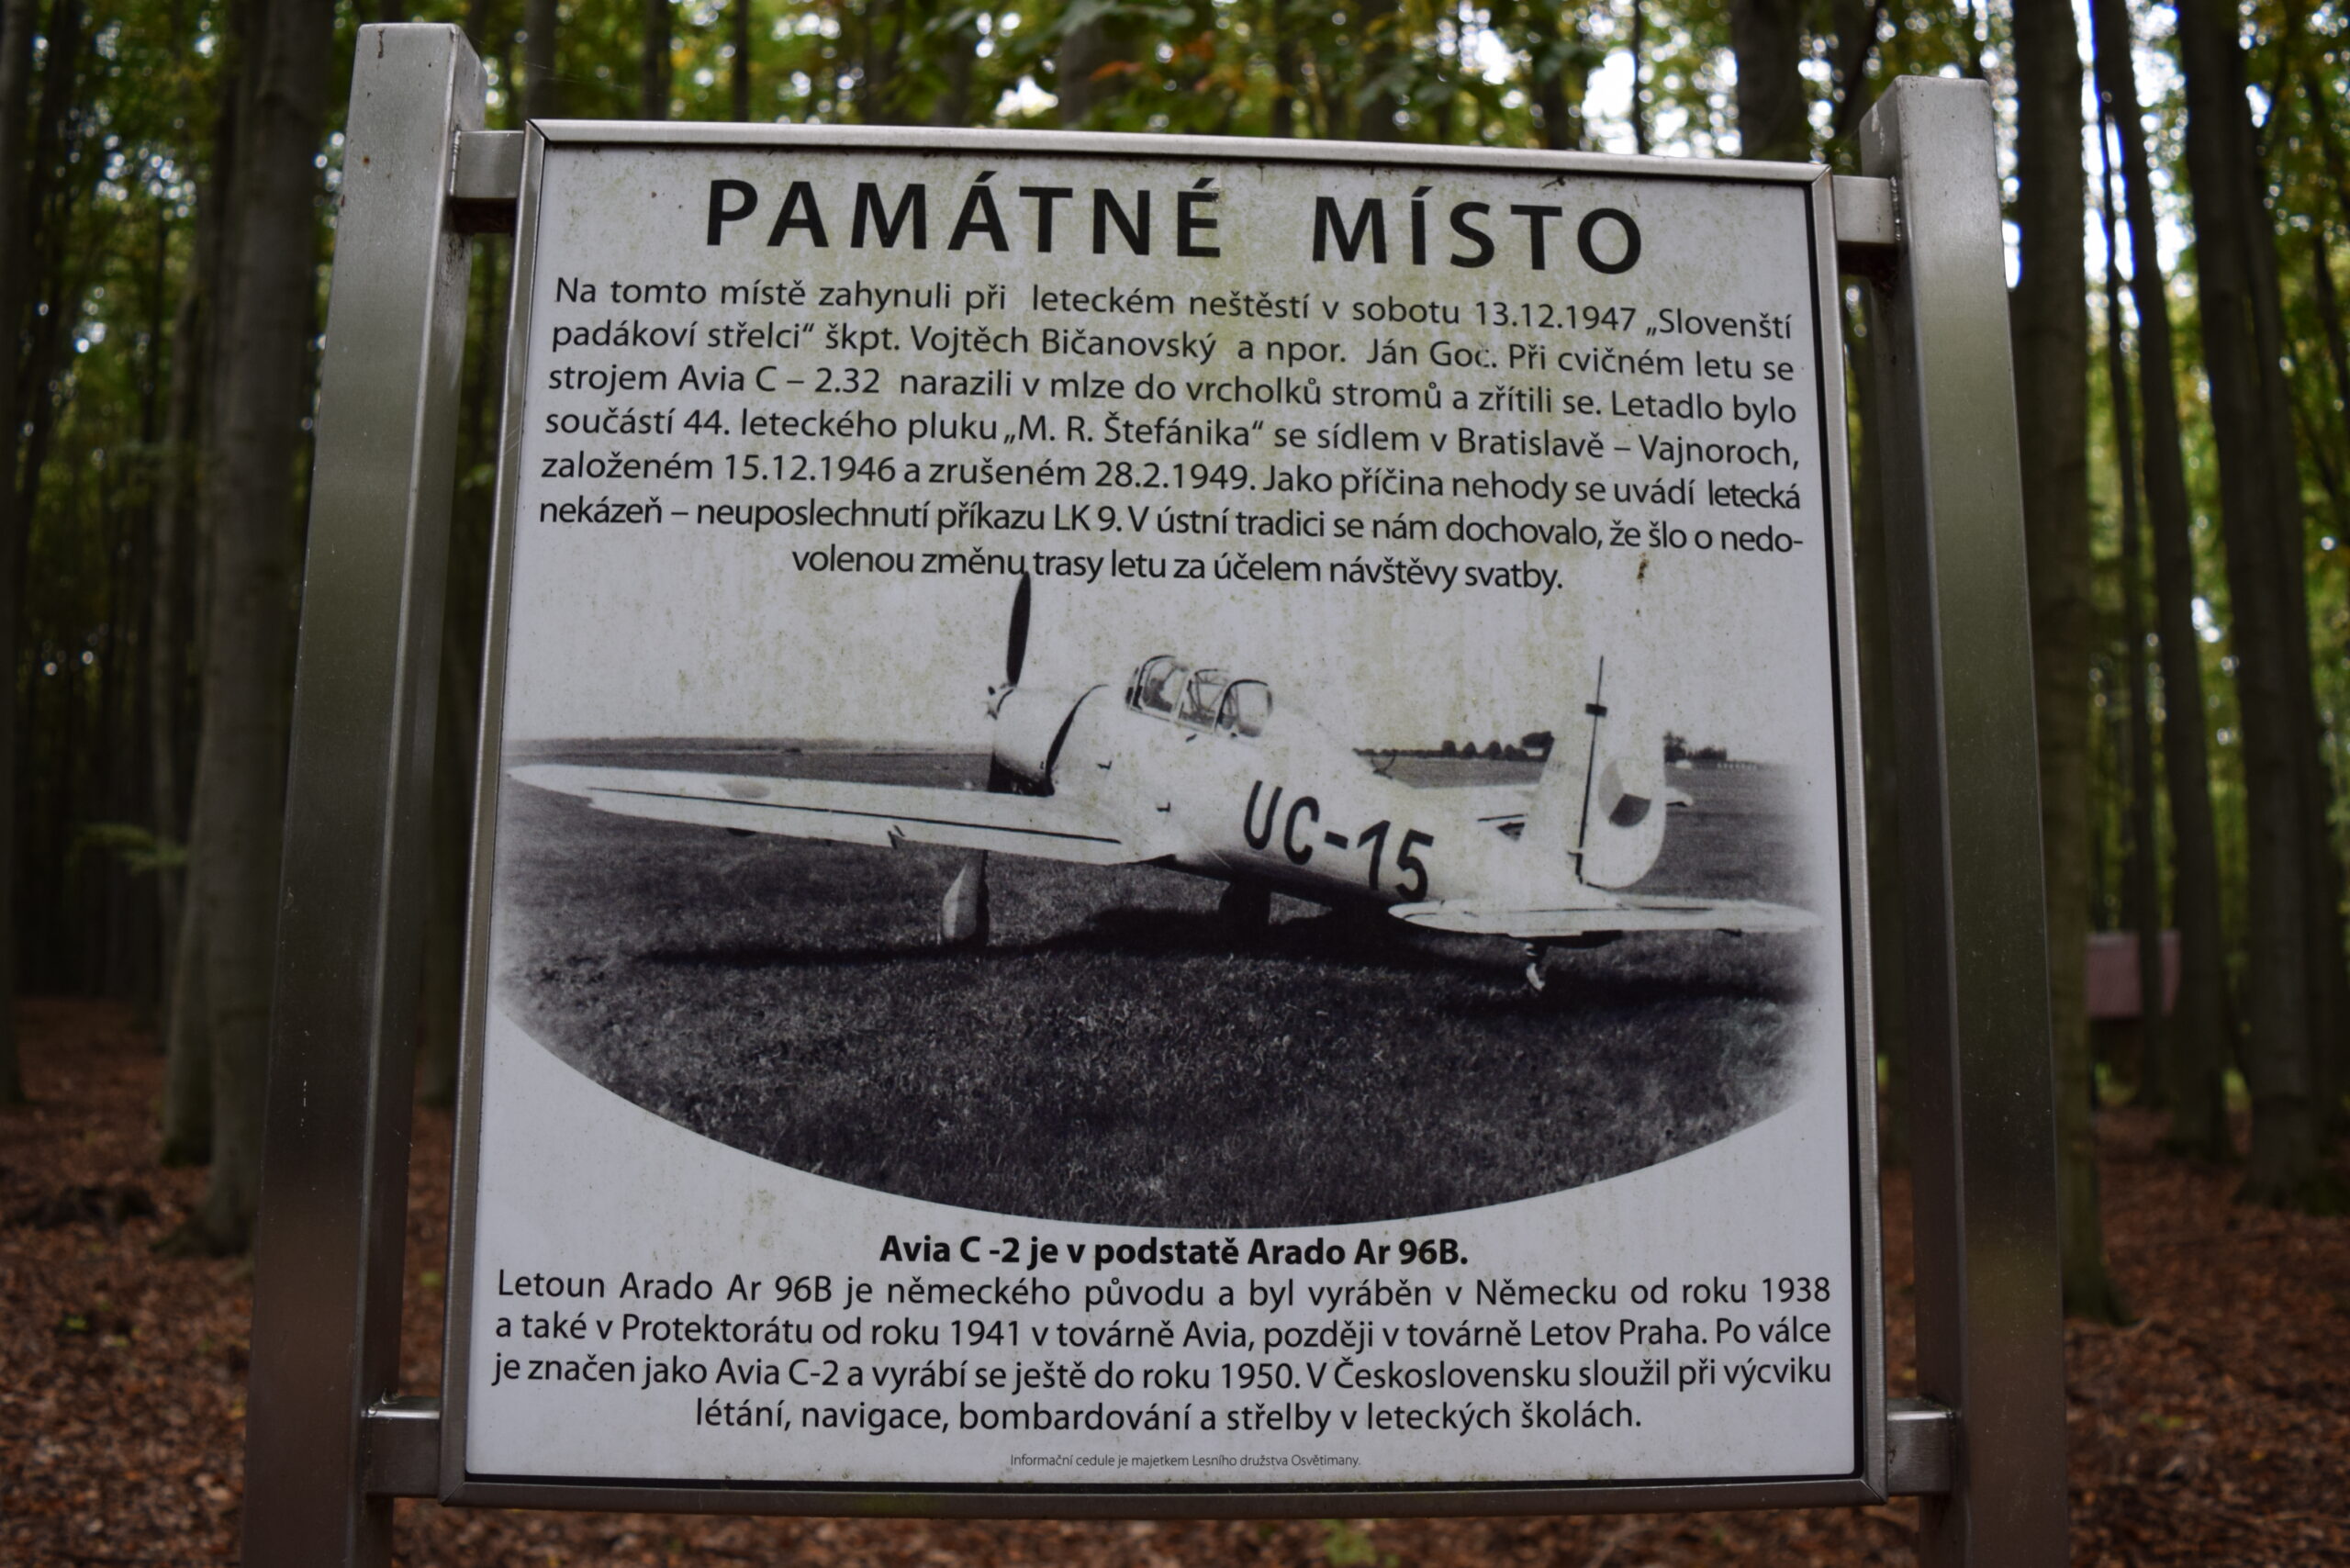 PAMÁTNÉ MÍSTO
Na tomto místě zahynuli při leteckém neštěstí v sobotu 13.12.1947 „Slovenští
padákoví střelci“ škpt. Vojtěch Bičanovský a npor. Ján Goč. Při cvičném letu se
strojem Avia C – 2.32 narazili v mlze do vrcholků stromů a zřítili se. Letadlo bylo
součástí 44. leteckého pluku „M. R. Štefánika“ se sídlem v Bratislavě – Vajnoroch,
založeném 15.12.1946 a zrušeném 28.2.1949. Jako příčina nehody se uvádí letecká
nekázeň – neuposlechnutí příkazu LK 9. V ústní tradici se nám dochovalo, že šlo o nedo-
volenou změnu trasy letu za účelem návštěvy svatby.
UC-15
Avia C -2 je v podstatě Arado Ar 96B.
Letoun Arado Ar 96B je německého původu a byl vyráběn v Německu od roku 1938
a také v Protektorátu od roku 1941 v továrně Avia, později v továrně Letov Praha. Po válce
je značen jako Avia C-2 a vyrábí se ještě do roku 1950. V Československu sloužil při výcviku
létání, navigace, bombardování a střelby v leteckých školách.
Informační cedule je majetkem Lesního družstva Osvětimany.